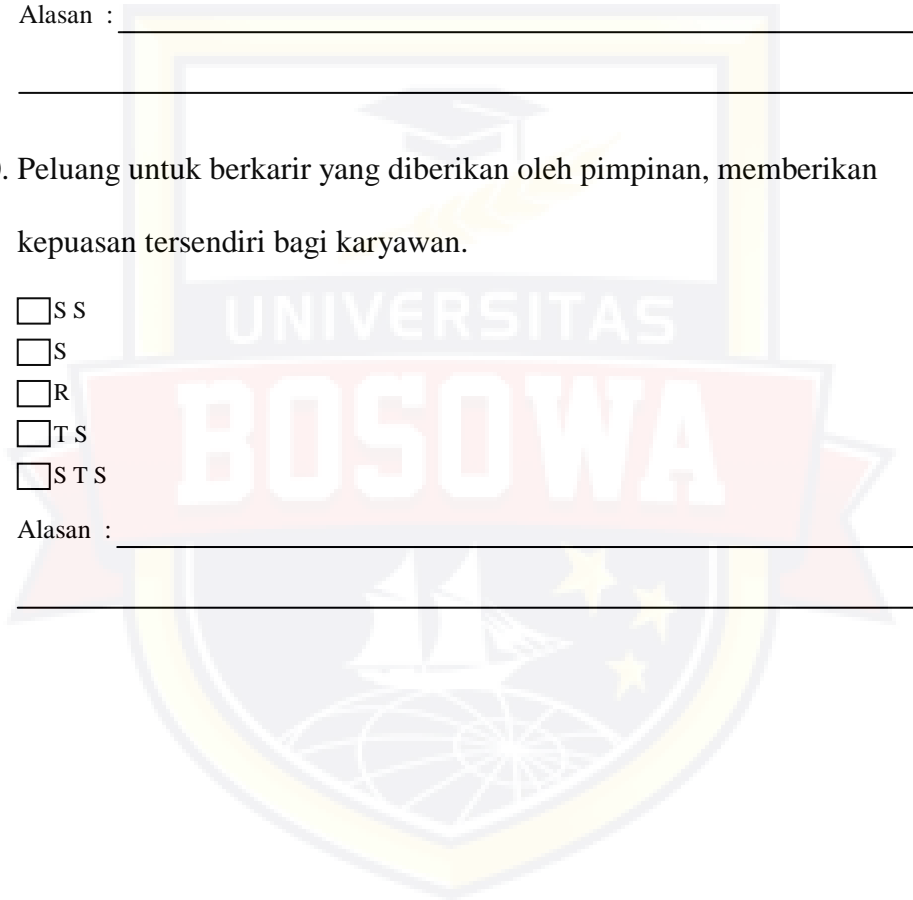 Alasan :
. Peluang untuk berkarir yang diberikan oleh pimpinan, memberikan
kepuasan tersendiri bagi karyawan.
S S
S
R
T S
S T S
Alasan :
UNIVERSITAS
BOSOWA